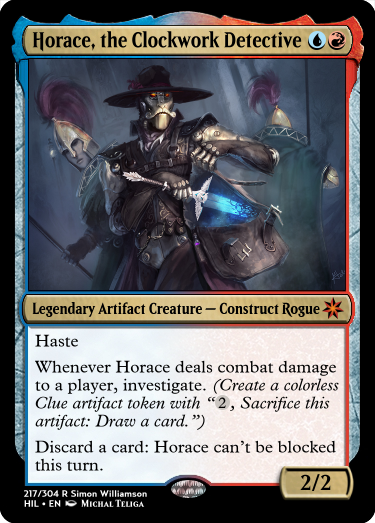 Horace, the Clockwork Detective
Legendary Artifact Creature — Construct Rogue
Haste
Whenever Horace deals combat damage
to a player, investigate. (Create a colorless
Clue artifact token with “2, Sacrifice this
artifact: Draw a card.”)
Discard a card: Horace can’t be blocked
this turn.
2/2
217/304 R Simon Williamson
HIL • EN Michal Teliga